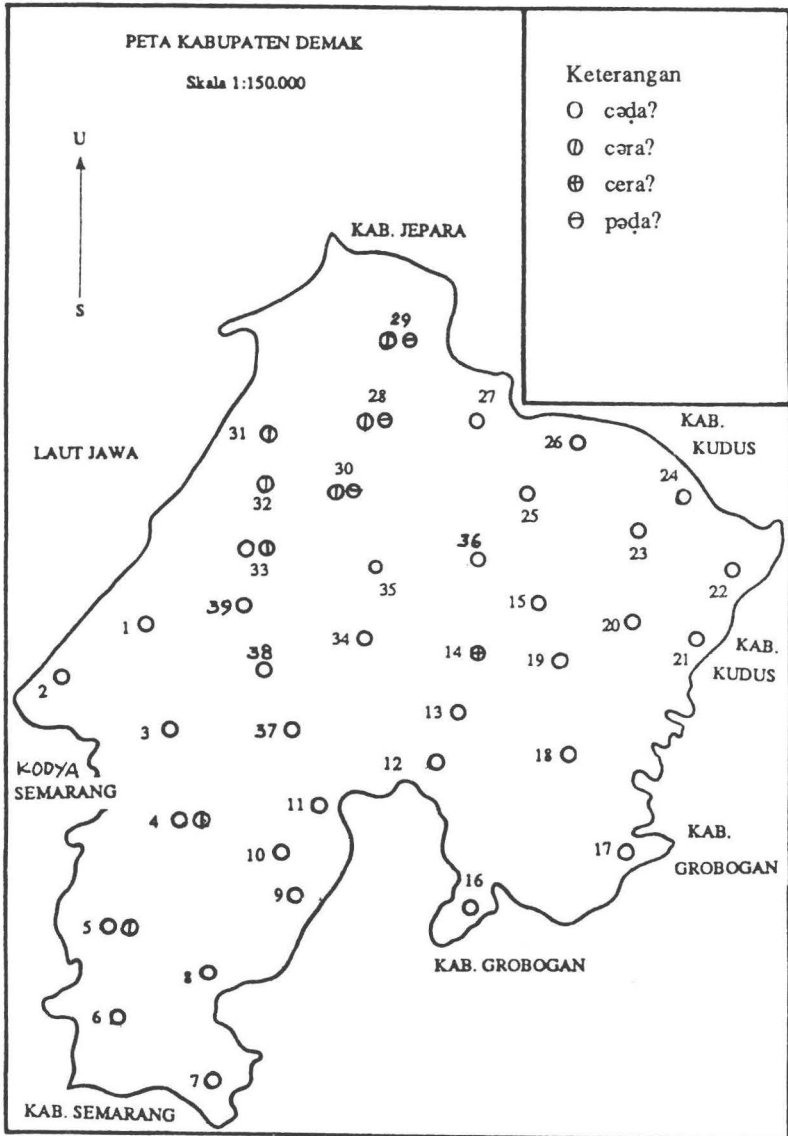 PETA KABUPATEN DEMAK
Skala 1:150.000
U
S
Keterangan
cəḍa?
cəra?
cera?
pəḍa?
KAB. JEPARA
29
28
27
31
26
KAB.
KUDUS
LAUT JAWA
30
24
32
25
36
23
33
35
22
39
15
20
1
34
14
19
21
KAB.
KUDUS
38
2
13
3
37
12
18
KODYA
SEMARANG
11
4
KAB.
GROBOGAN
10
17
9
16
5
KAB. GROBOGAN
8
6
7
KAB. SEMARANG